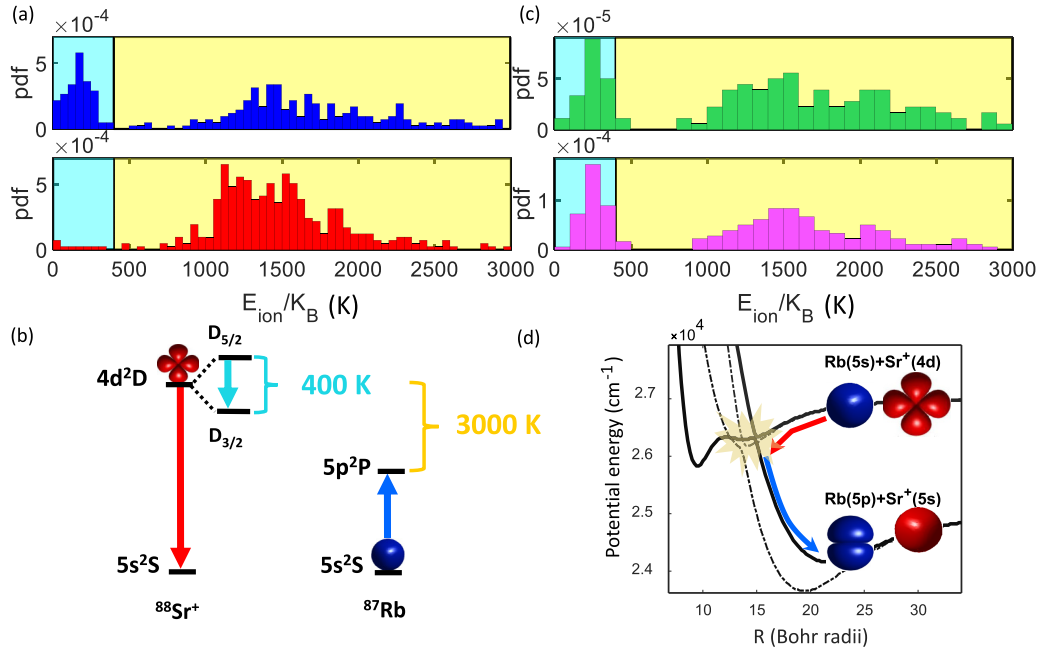 (a)
×10⁻⁴
pdf
5
0
×10⁻⁴
pdf
5
0
0 500 1000 1500 2000 2500 3000
E_ion/K_B (K)
(c)
×10⁻⁵
pdf
5
0
×10⁻⁴
pdf
1
0
0 500 1000 1500 2000 2500 3000
E_ion/K_B (K)
(b)
D₅/₂
4d²D
400 K
D₃/₂
3000 K
5p²P
5s²S
5s²S
⁸⁸Sr⁺
⁸⁷Rb
(d)
×10⁴
Potential energy (cm⁻¹)
2.7
2.6
2.5
2.4
Rb(5s)+Sr⁺(4d)
Rb(5p)+Sr⁺(5s)
10 15 20 25 30
R (Bohr radii)